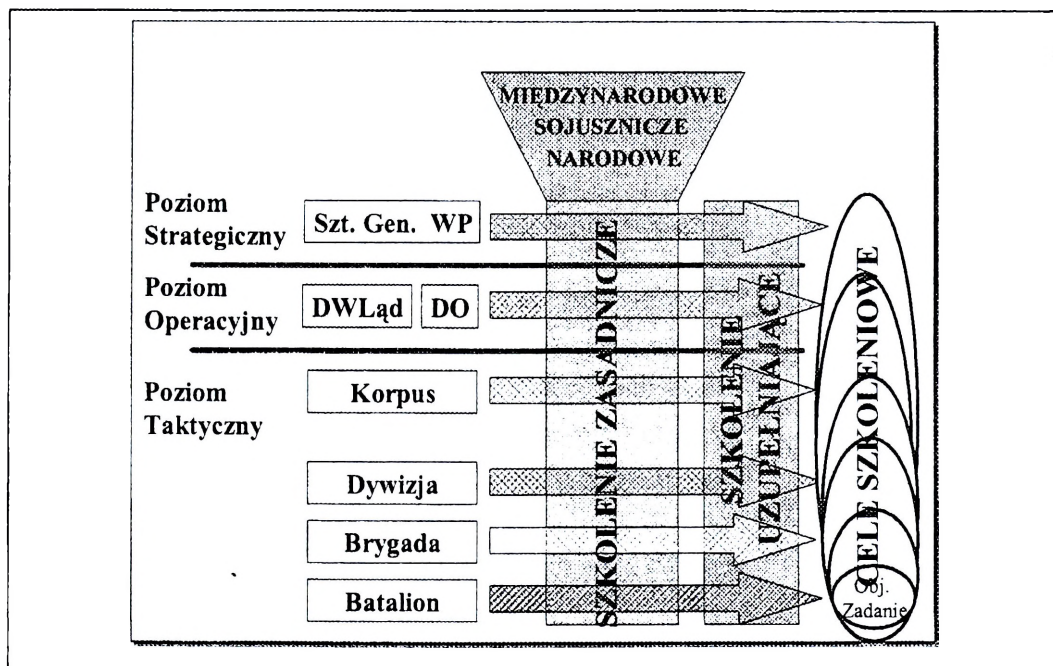 MIĘDZYNARODOWE
SOJUSZNICZE
NARODOWE
Poziom
Strategiczny
Szt. Gen. WP
Poziom
Operacyjny
DWLąd
DO
Poziom
Taktyczny
Korpus
Dywizja
Brygada
Batalion
SZKOLENIE ZASADNICZE
SZKOLENIE
UZUPEŁNIAJĄCE
CELE SZKOLENIOWE
Obj.
Zadanie